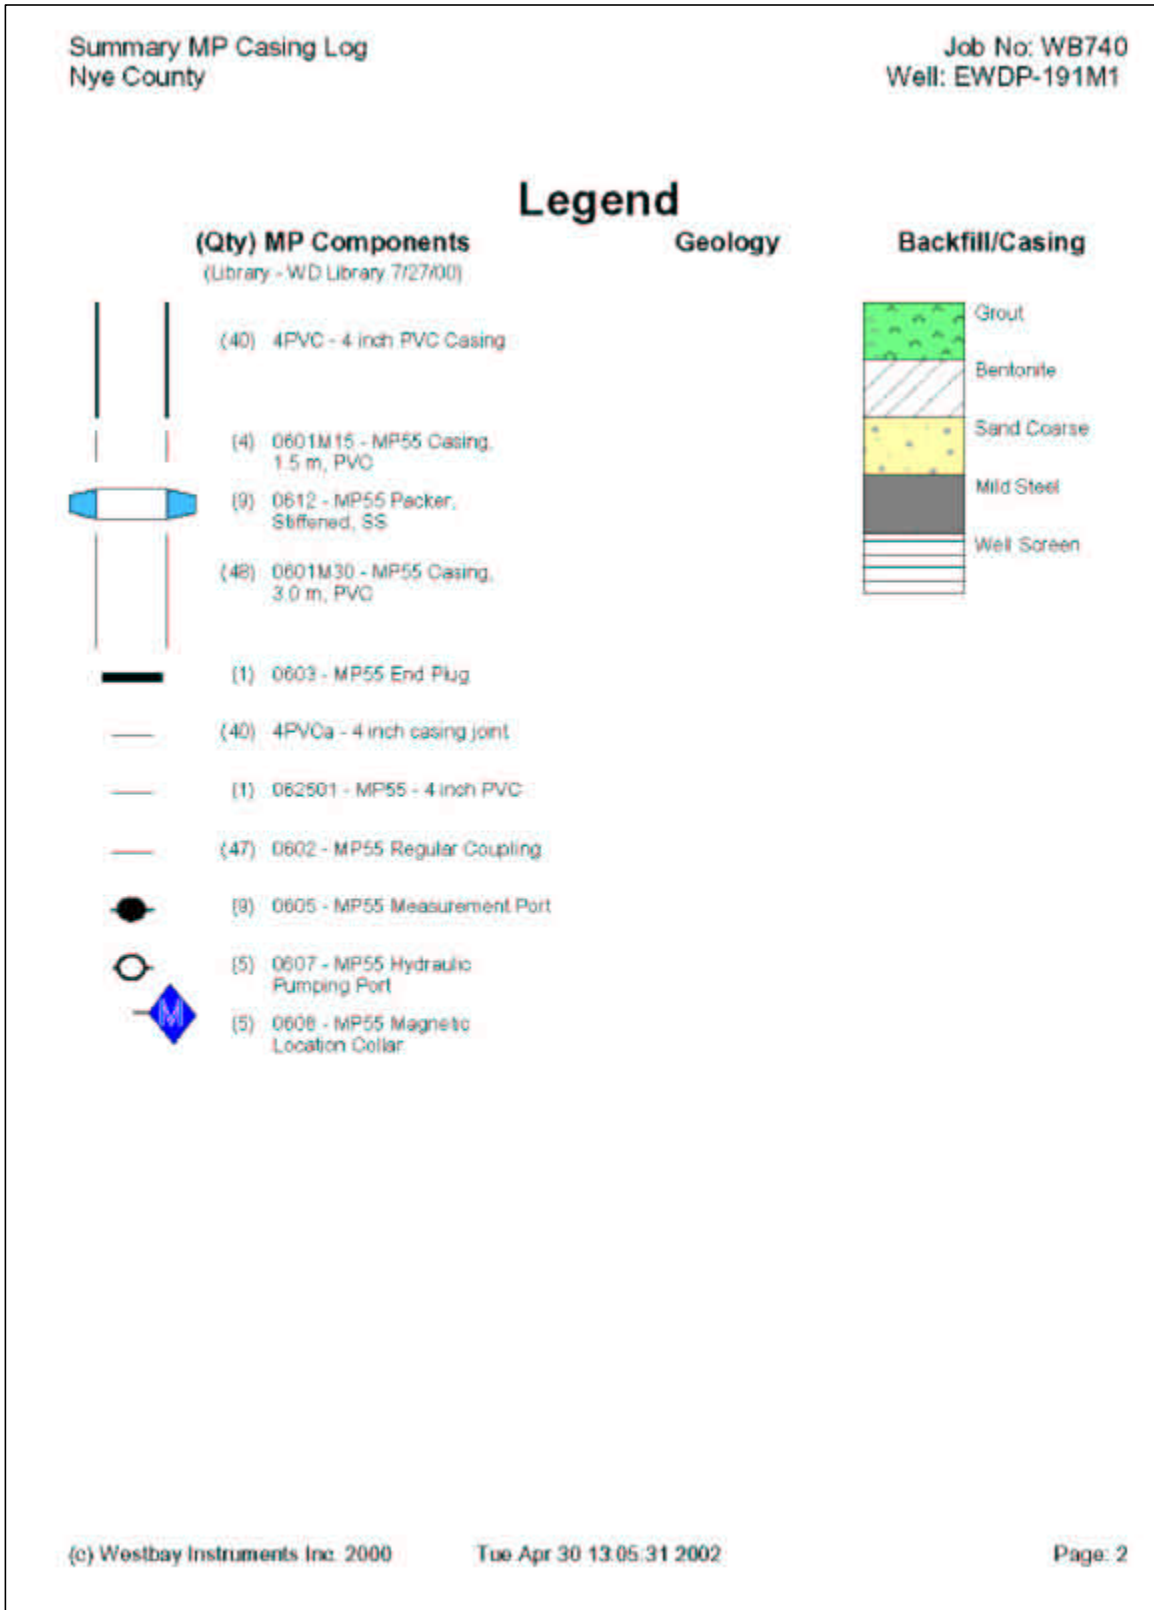 Summary MP Casing Log
Nye County
Job No: WB740
Well: EWDP-191M1
Legend
(Qty) MP Components
(Library - WD Library 7/27/00)
Geology
Backfill/Casing
(40) 4PVC - 4 inch PVC Casing
(4) 0601M15 - MP55 Casing,
1.5 m, PVC
(9) 0612 - MP55 Packer,
Stiffened, SS
(48) 0601M30 - MP55 Casing,
3.0 m, PVC
(1) 0603 - MP55 End Plug
(40) 4PVCa - 4 inch casing joint
(1) 062501 - MP55 - 4 inch PVC
(47) 0602 - MP55 Regular Coupling
(9) 0605 - MP55 Measurement Port
(5) 0607 - MP55 Hydraulic
Pumping Port
M
(5) 0608 - MP55 Magnetic
Location Collar
Grout
Bentonite
Sand Coarse
Mild Steel
Well Screen
(c) Westbay Instruments Inc. 2000
Tue Apr 30 13:05:31 2002
Page: 2